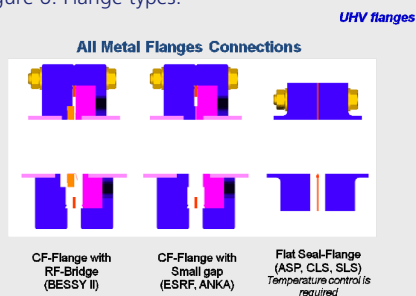 gure 6: Flange types.
UHV flanges
All Metal Flanges Connections
CF-Flange with
RF-Bridge
(BESSY II)
CF-Flange with
Small gap
(ESRF, ANKA)
Flat Seal-Flange
(ASP, CLS, SLS)
Temperature control is
required